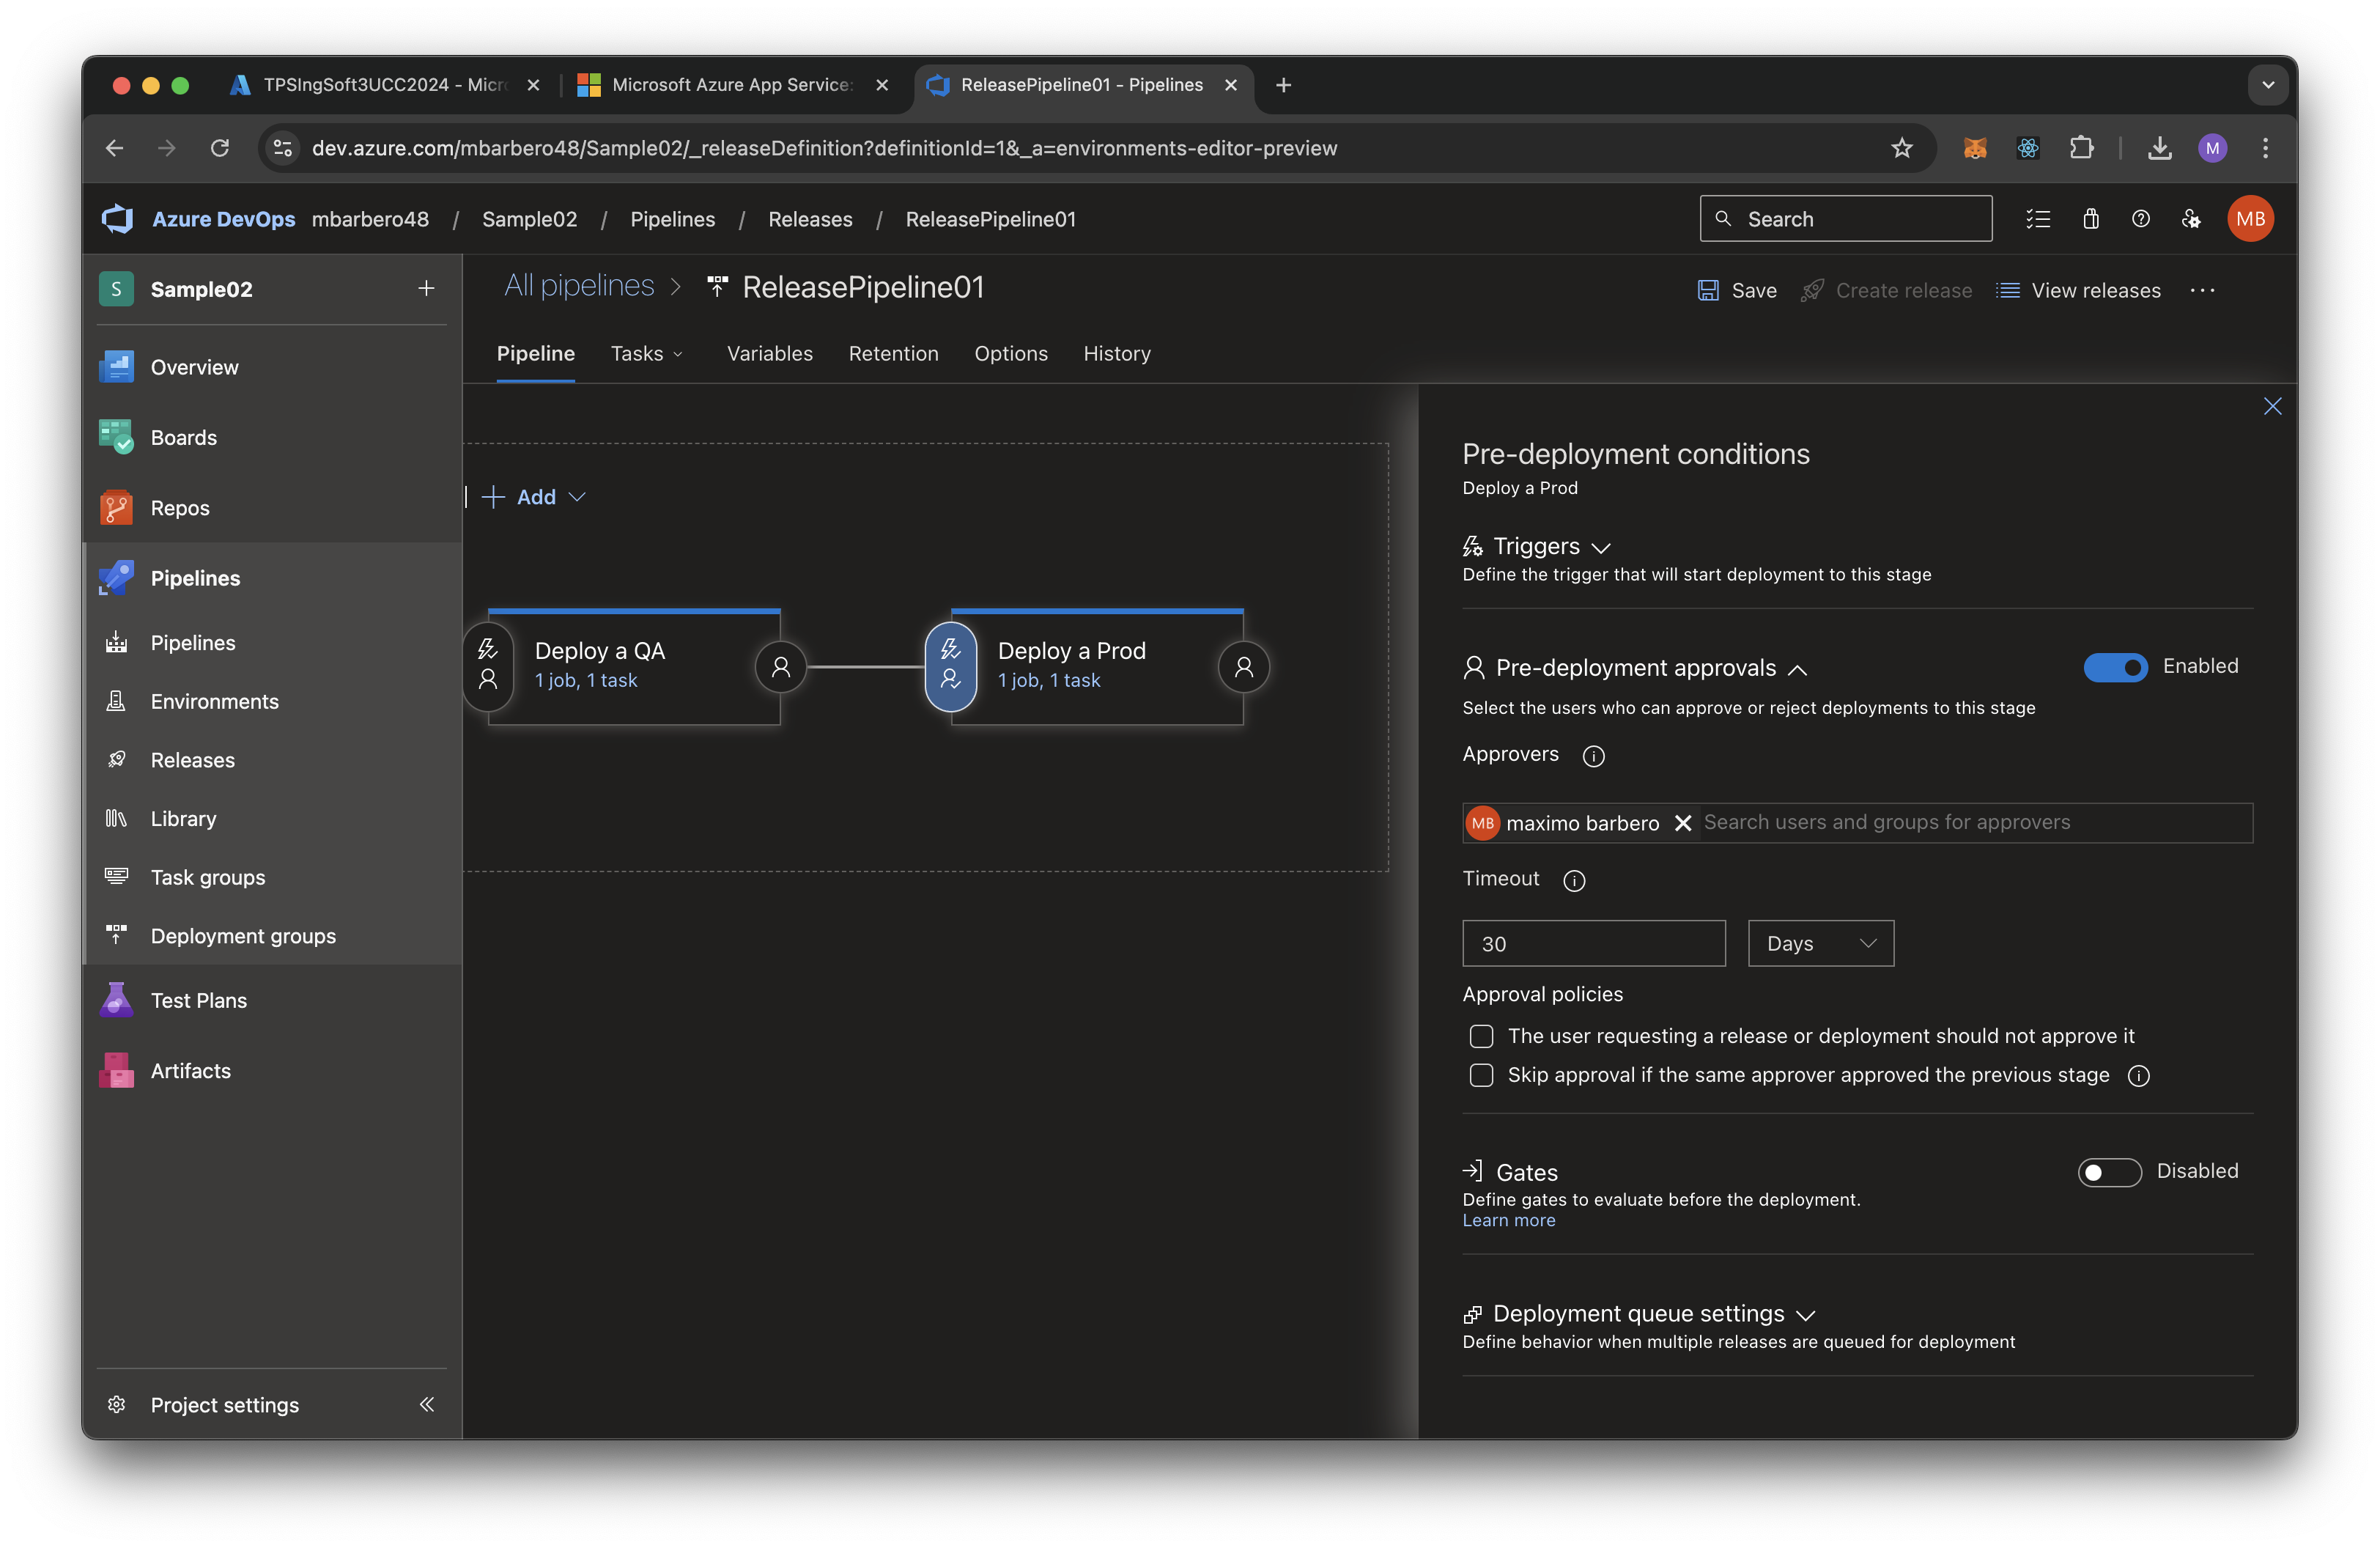 TPSIngSoft3UCC2024 - Micr
Microsoft Azure App Service:
ReleasePipeline01 - Pipelines
dev.azure.com/mbarbero48/Sample02/_releaseDefinition?definitionId=1&_a=environments-editor-preview
M
Azure DevOps mbarbero48 / Sample02 / Pipelines / Releases / ReleasePipeline01
Search
MB
S Sample02
Overview
Boards
Repos
Pipelines
Pipelines
Environments
Releases
Library
Task groups
Deployment groups
Test Plans
Artifacts
Project settings
All pipelines > ReleasePipeline01
Save
Create release
View releases
Pipeline
Tasks
Variables
Retention
Options
History
Add
Deploy a QA
1 job, 1 task
Deploy a Prod
1 job, 1 task
Pre-deployment conditions
Deploy a Prod
Triggers
Define the trigger that will start deployment to this stage
Pre-deployment approvals
Enabled
Select the users who can approve or reject deployments to this stage
Approvers
MB maximo barbero Search users and groups for approvers
Timeout
30
Days
Approval policies
The user requesting a release or deployment should not approve it
Skip approval if the same approver approved the previous stage
Gates
Disabled
Define gates to evaluate before the deployment.
Learn more
Deployment queue settings
Define behavior when multiple releases are queued for deployment